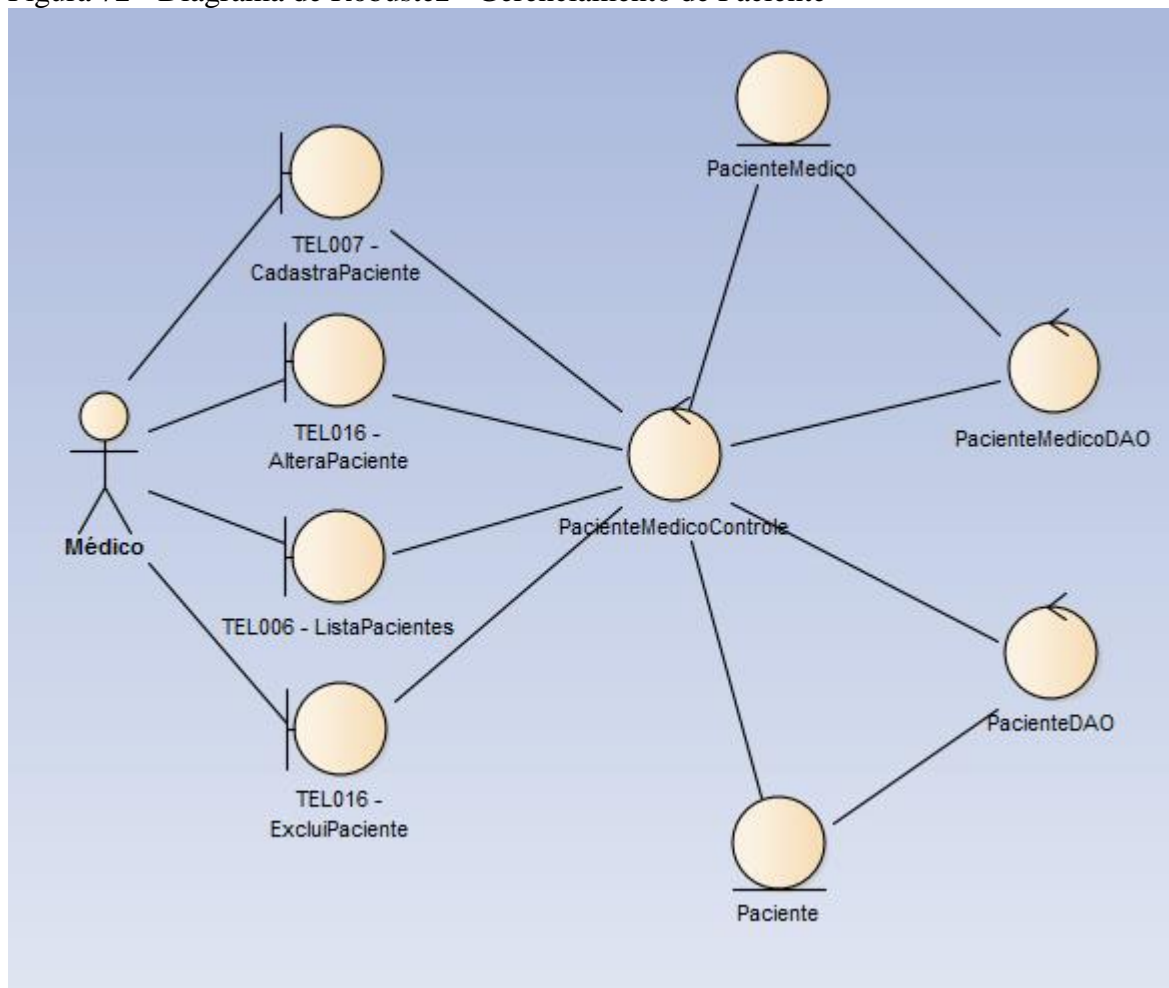 Figura 72 - Diagrama de Robustez - Gerenciamento de Paciente
PacienteMedico
TEL007 -
CadastraPaciente
TEL016 -
AlteraPaciente
PacienteMedicoDAO
PacienteMedicoControle
Médico
TEL006 - ListaPacientes
PacienteDAO
TEL016 -
ExcluiPaciente
Paciente